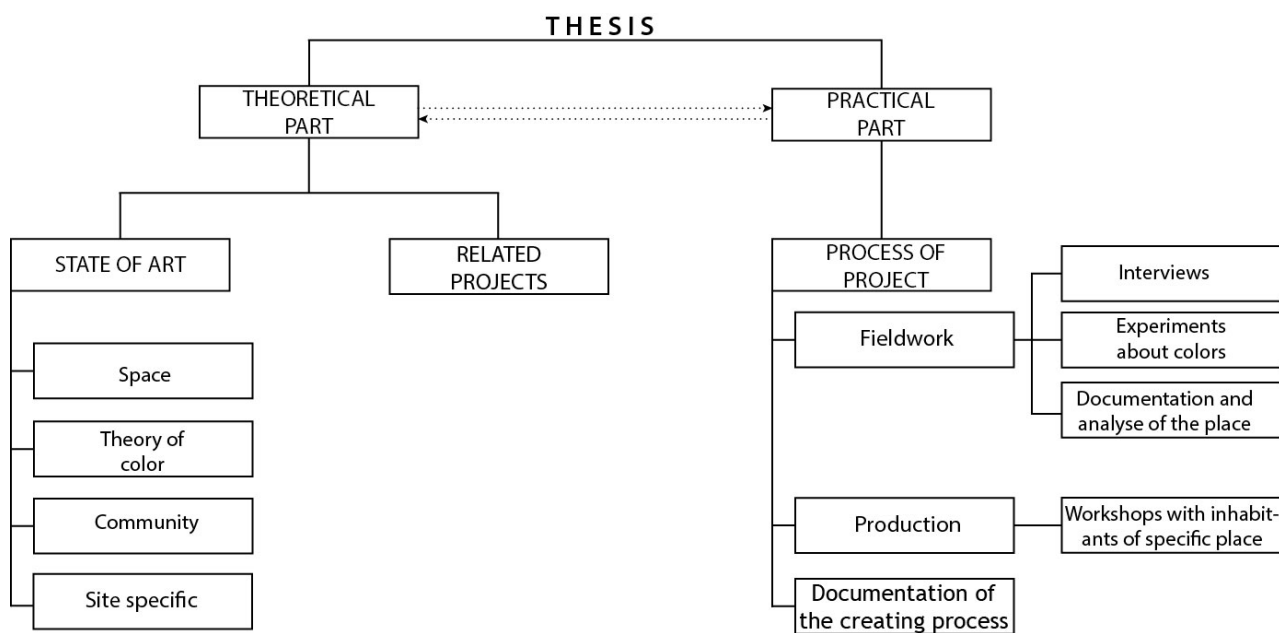 THESIS
THEORETICAL
PART
PRACTICAL
PART
STATE OF ART
RELATED
PROJECTS
PROCESS OF
PROJECT
Space
Theory of
color
Community
Site specific
Fieldwork
Interviews
Experiments
about colors
Documentation and
analyse of the place
Production
Workshops with inhabit-
ants of specific place
Documentation of
the creating process